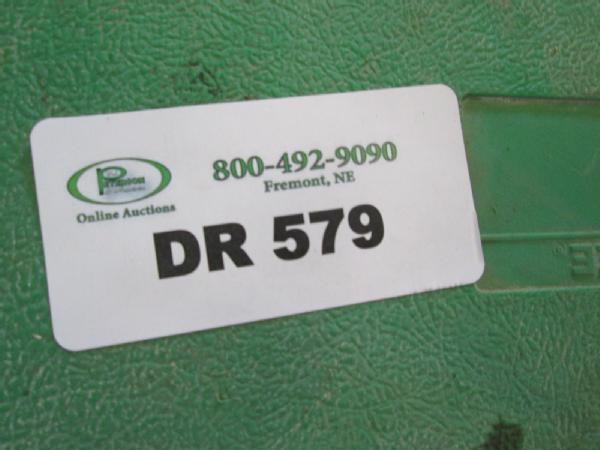 800-492-9090
Fremont, NE
Online Auctions
DR 579